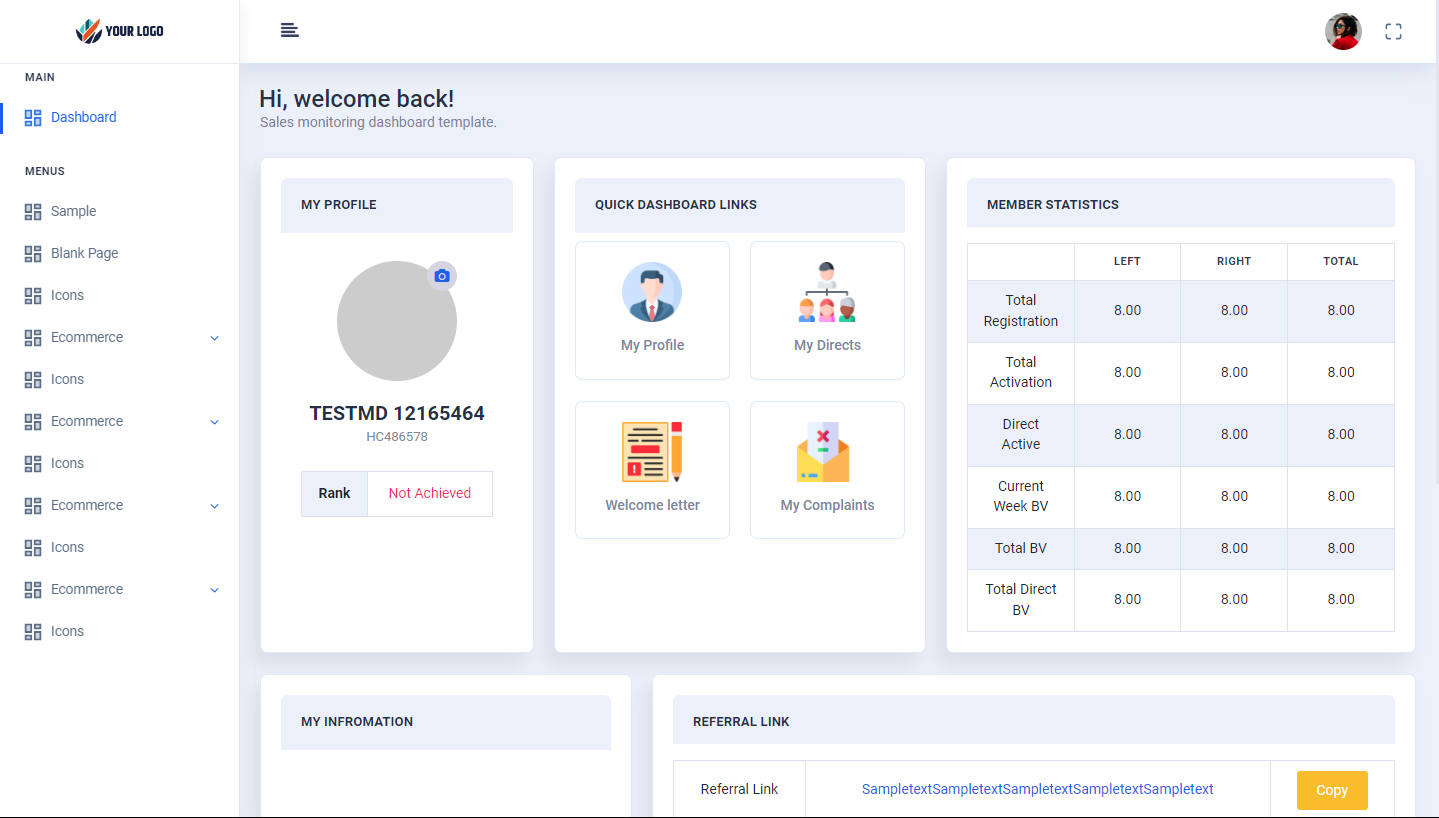 YOUR LOGO
MAIN
Dashboard
MENUS
Sample
Blank Page
Icons
Ecommerce
Icons
Ecommerce
Icons
Ecommerce
Icons
Ecommerce
Icons
Hi, welcome back!
Sales monitoring dashboard template.
MY PROFILE
TESTMD 12165464
HC486578
Rank Not Achieved
QUICK DASHBOARD LINKS
My Profile
My Directs
Welcome letter
My Complaints
MEMBER STATISTICS
LEFT RIGHT TOTAL
Total
Registration 8.00 8.00 8.00
Total
Activation 8.00 8.00 8.00
Direct
Active 8.00 8.00 8.00
Current
Week BV 8.00 8.00 8.00
Total BV 8.00 8.00 8.00
Total Direct
BV 8.00 8.00 8.00
MY INFROMATION
REFERRAL LINK
Referral Link SampletextSampletextSampletextSampletextSampletext Copy